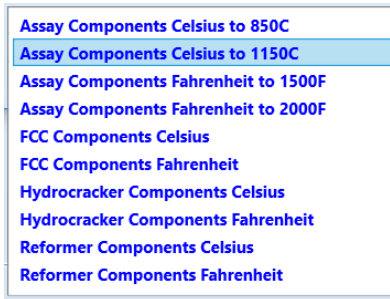 Assay Components Celsius to 850C
Assay Components Celsius to 1150C
Assay Components Fahrenheit to 1500F
Assay Components Fahrenheit to 2000F
FCC Components Celsius
FCC Components Fahrenheit
Hydrocracker Components Celsius
Hydrocracker Components Fahrenheit
Reformer Components Celsius
Reformer Components Fahrenheit